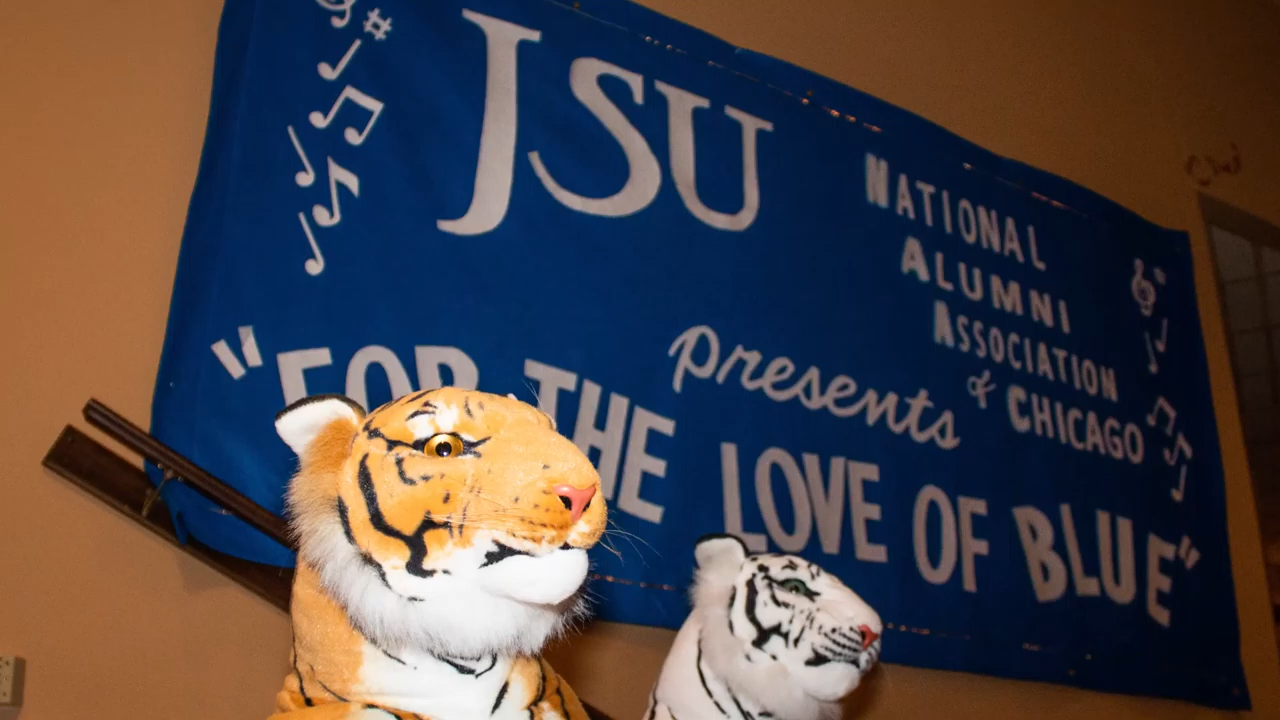 JSU
NATIONAL
ALUMNI
ASSOCIATION
of CHICAGO
presents
"FOR THE LOVE OF BLUE"